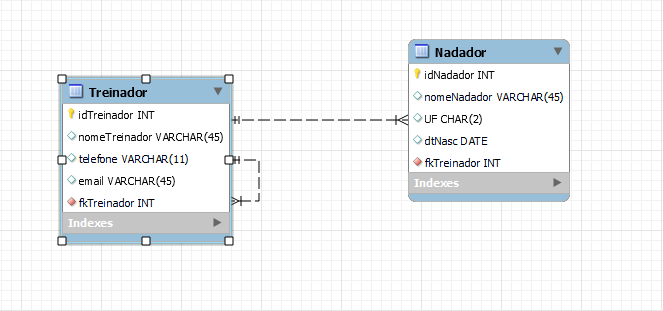 Treinador
idTreinador INT
nomeTreinador VARCHAR(45)
telefone VARCHAR(11)
email VARCHAR(45)
fkTreinador INT
Indexes
Nadador
idNadador INT
nomeNadador VARCHAR(45)
UF CHAR(2)
dtNasc DATE
fkTreinador INT
Indexes